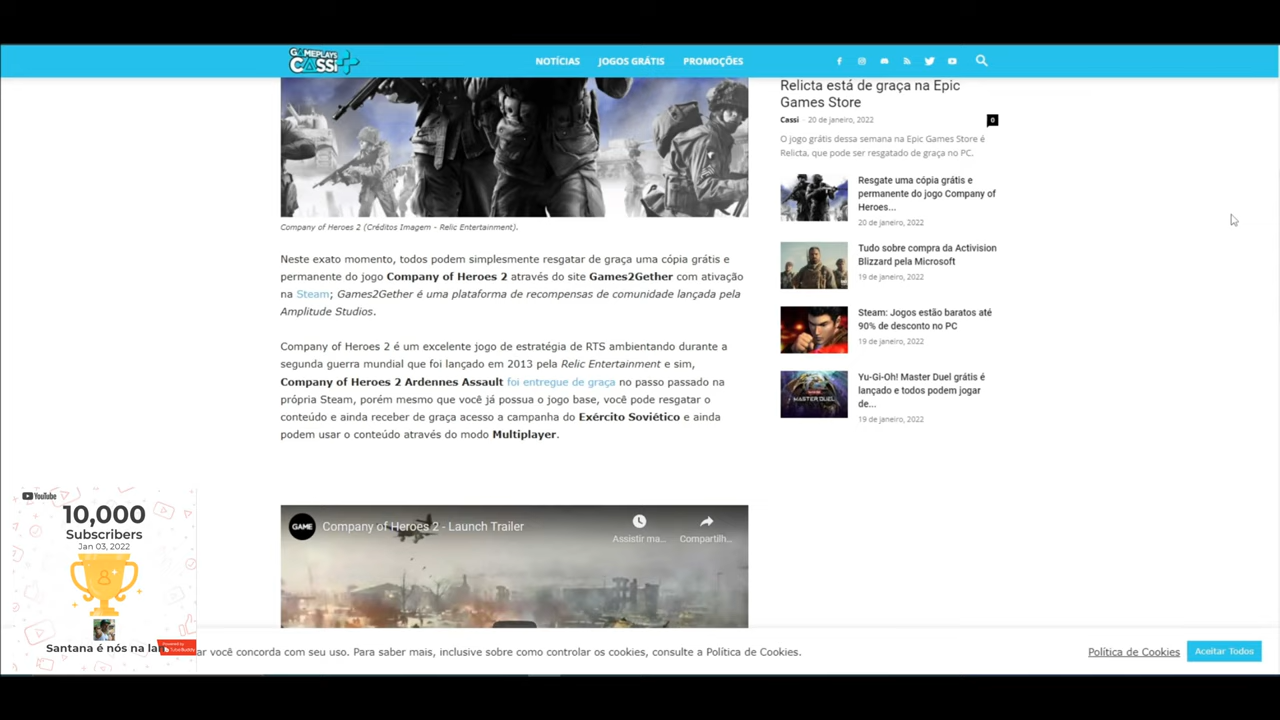 GAMEPLAYS
CASSI
NOTÍCIAS
JOGOS GRÁTIS
PROMOÇÕES
Company of Heroes 2 (Créditos Imagem - Relic Entertainment).
Neste exato momento, todos podem simplesmente resgatar de graça uma cópia grátis e
permanente do jogo Company of Heroes 2 através do site Games2Gether com ativação
na Steam; Games2Gether é uma plataforma de recompensas de comunidade lançada pela
Amplitude Studios.
Company of Heroes 2 é um excelente jogo de estratégia de RTS ambientando durante a
segunda guerra mundial que foi lançado em 2013 pela Relic Entertainment e sim,
Company of Heroes 2 Ardennes Assault foi entregue de graça no passo passado na
própria Steam, porém mesmo que você já possua o jogo base, você pode resgatar o
conteúdo e ainda receber de graça acesso a campanha do Exército Soviético e ainda
podem usar o conteúdo através do modo Multiplayer.
GAME
Company of Heroes 2 - Launch Trailer
Assistir ma...
Compartilh...
Relicta está de graça na Epic
Games Store
Cassi - 20 de janeiro, 2022
0
O jogo grátis dessa semana na Epic Games Store é
Relicta, que pode ser resgatado de graça no PC.
Resgate uma cópia grátis e
permanente do jogo Company of
Heroes...
20 de janeiro, 2022
Tudo sobre compra da Activision
Blizzard pela Microsoft
19 de janeiro, 2022
Steam: Jogos estão baratos até
90% de desconto no PC
19 de janeiro, 2022
MASTER DUEL
Yu-Gi-Oh! Master Duel grátis é
lançado e todos podem jogar
de...
19 de janeiro, 2022
YouTube
10,000
Subscribers
Jan 03, 2022
Santana é nós na la
Powered by
TubeBuddy
ar você concorda com seu uso. Para saber mais, inclusive sobre como controlar os cookies, consulte a Política de Cookies.
Política de Cookies
Aceitar Todos